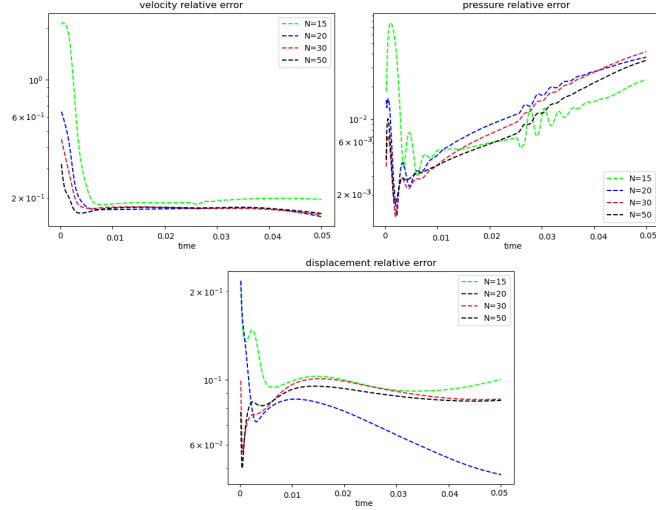 velocity relative error
N=15
N=20
N=30
N=50
10⁰
6 × 10⁻¹
2 × 10⁻¹
0 0.01 0.02 0.03 0.04 0.05
time
pressure relative error
10⁻²
6 × 10⁻³
2 × 10⁻³
N=15
N=20
N=30
N=50
0 0.01 0.02 0.03 0.04 0.05
time
displacement relative error
N=15
N=20
N=30
N=50
2 × 10⁻¹
10⁻¹
6 × 10⁻²
0 0.01 0.02 0.03 0.04 0.05
time